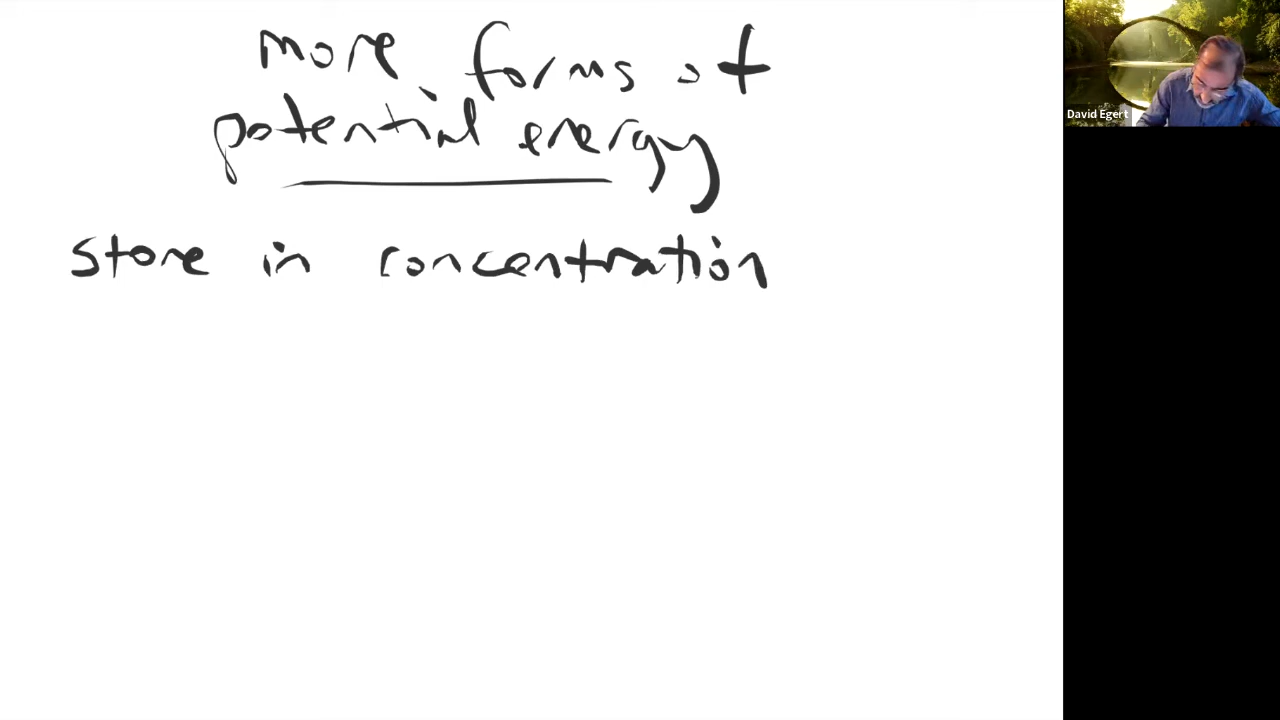 more forms of
potential energy
store in concentration
David Egert